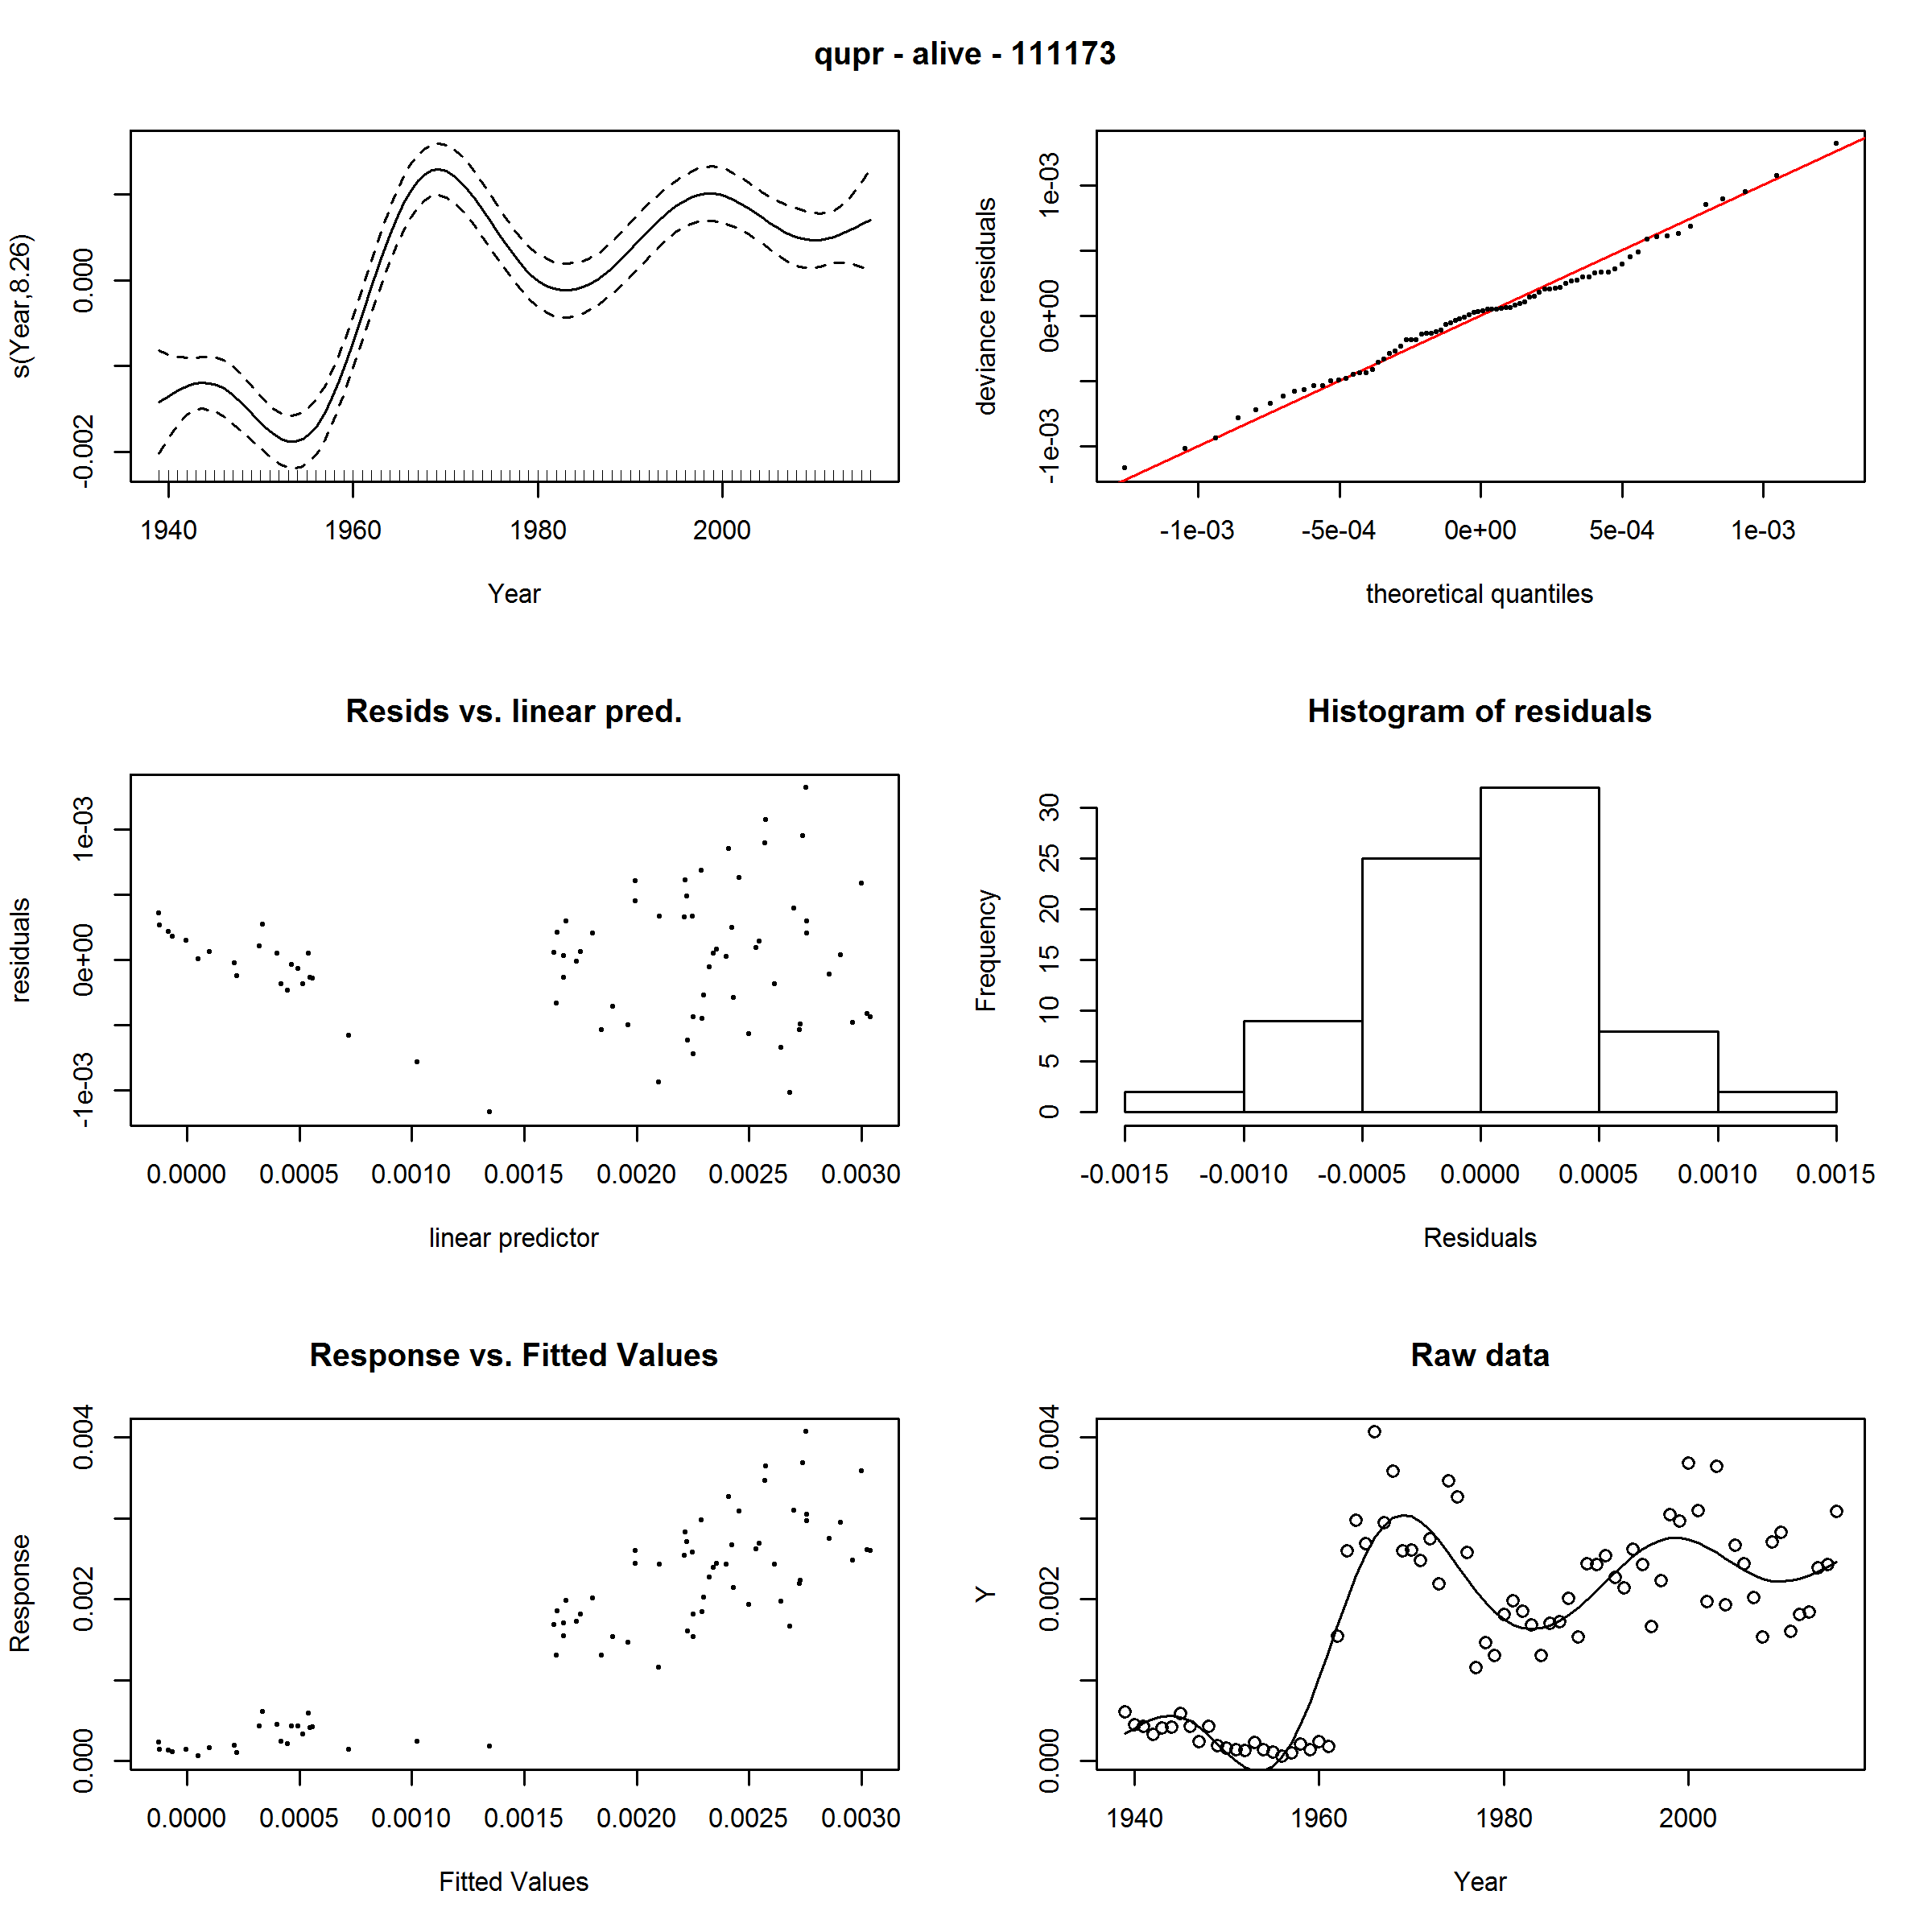 qupr - alive - 111173
s(Year,8.26)
-0.002 0.000
1940 1960 1980 2000
Year
deviance residuals
-1e-03 0e+00 1e-03
-1e-03 -5e-04 0e+00 5e-04 1e-03
theoretical quantiles
Resids vs. linear pred.
residuals
-1e-03 0e+00 1e-03
0.0000 0.0005 0.0010 0.0015 0.0020 0.0025 0.0030
linear predictor
Histogram of residuals
Frequency
0 5 10 15 20 25 30
-0.0015 -0.0010 -0.0005 0.0000 0.0005 0.0010 0.0015
Residuals
Response vs. Fitted Values
Response
0.000 0.002 0.004
0.0000 0.0005 0.0010 0.0015 0.0020 0.0025 0.0030
Fitted Values
Raw data
Y
0.000 0.002 0.004
1940 1960 1980 2000
Year